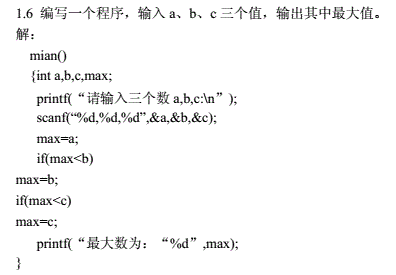 1.6 编写一个程序，输入 a、b、c 三个值，输出其中最大值。
解：
mian()
{int a,b,c,max;
printf(“请输入三个数 a,b,c:\n”);
scanf(“%d,%d,%d”,&a,&b,&c);
max=a;
if(max<b)
max=b;
if(max<c)
max=c;
printf(“最大数为：“%d”,max);
}